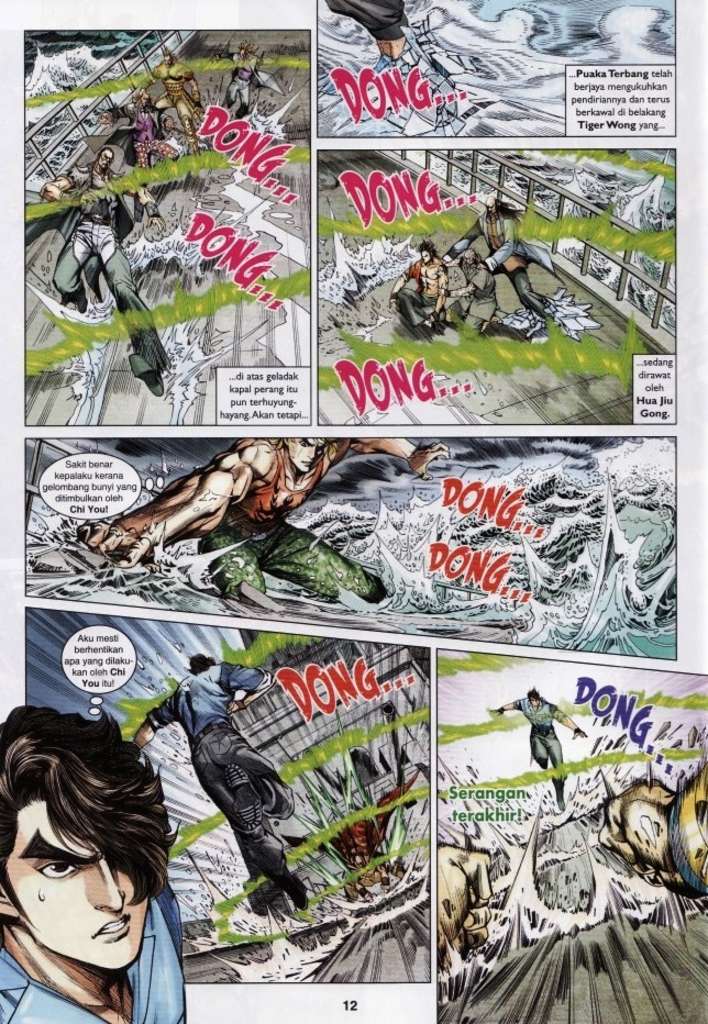 DONG...
DONG...
...di atas geladak
kapal perang itu
pun terhuyung-
hayang. Akan tetapi...
DONG...
...Puaka Terbang telah
berjaya mengukuhkan
pendiriannya dan terus
berkawal di belakang
Tiger Wong yang...
DONG...
DONG...
...sedang
dirawat
oleh
Hua Jiu
Gong.
Sakit benar
kepalaku kerana
gelombang bunyi yang
ditimbulkan oleh
Chi You!
DONG...
DONG...
Aku mesti
berhentikan
apa yang dilaku-
kan oleh Chi
You itu!
DONG...
DONG...
Serangan
terakhir!
12